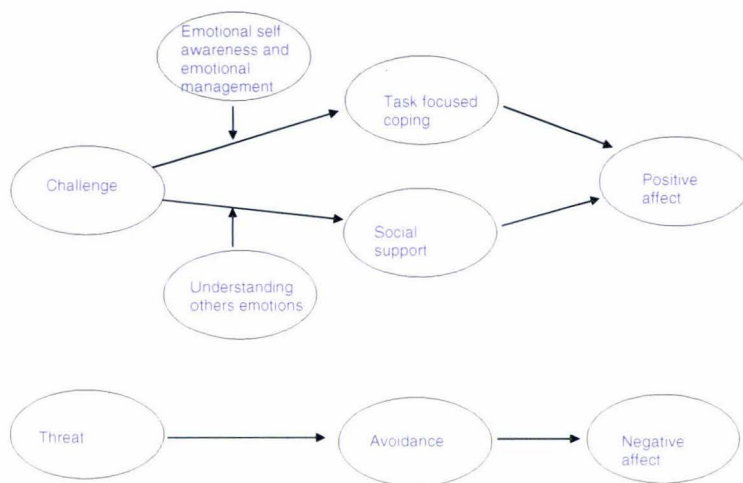 Emotional self
awareness and
emotional
management
Task focused
coping
Challenge
Positive
affect
Social
support
Understanding
others emotions
Threat
Avoidance
Negative
affect